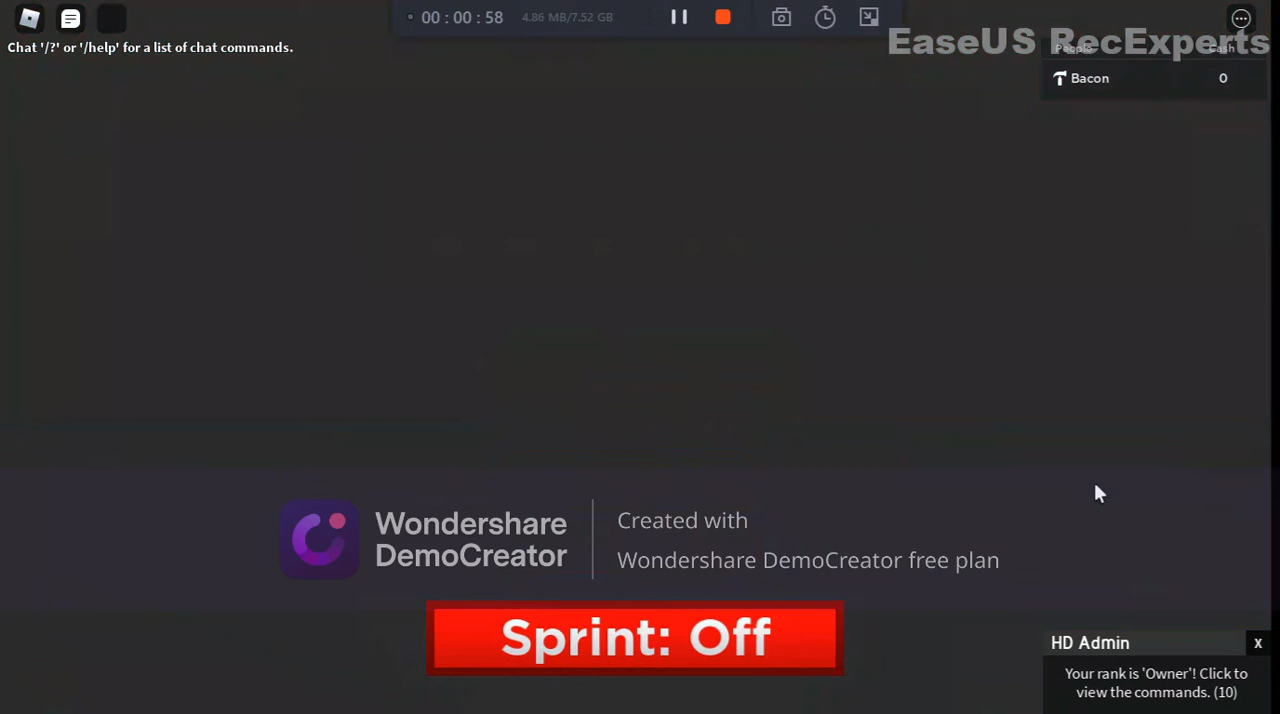 00 : 00 : 58
4.86 MB/7.52 GB
EaseUS RecExperts
Chat '/?' or '/help' for a list of chat commands.
People
Cash
Bacon
0
Wondershare
DemoCreator
Created with
Wondershare DemoCreator free plan
Sprint: Off
HD Admin
X
Your rank is 'Owner'! Click to
view the commands. (10)